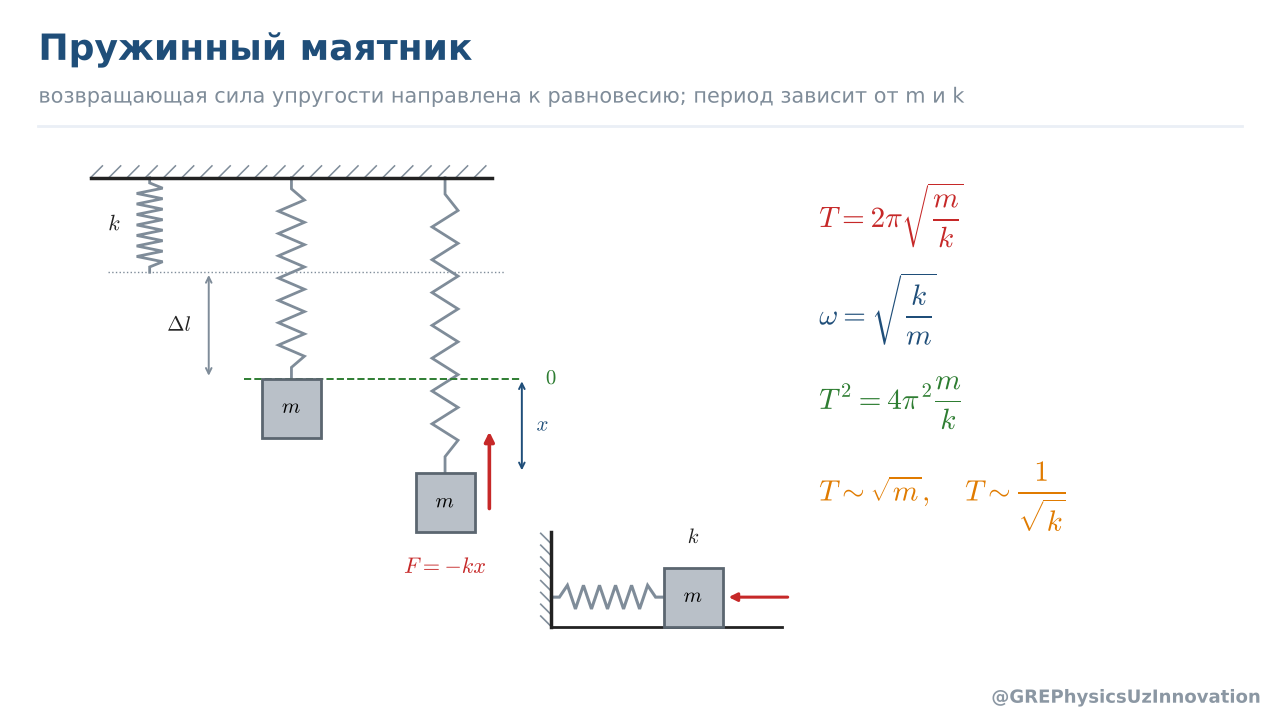 Пружинный маятник
возвращающая сила упругости направлена к равновесию; период зависит от m и k
k
Δl
m
0
x
m
F = −kx
k
m
T = 2π√(m/k)
ω = √(k/m)
T² = 4π² m/k
T ~ √m, T ~ 1/√k
@GREPhysicsUzInnovation